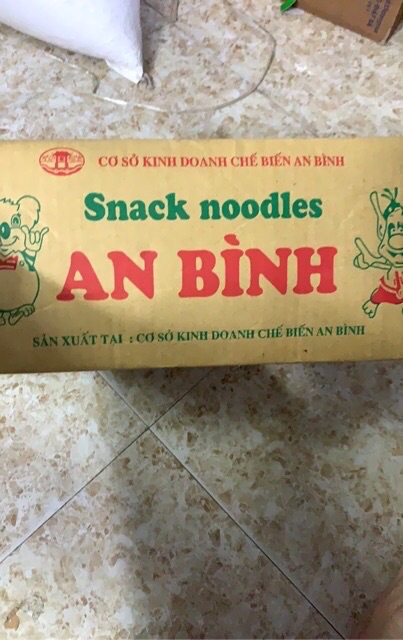 CƠ SỞ KINH DOANH CHẾ BIẾN AN BÌNH
Snack noodles
AN BÌNH
SẢN XUẤT TẠI : CƠ SỞ KINH DOANH CHẾ BIẾN AN BÌNH